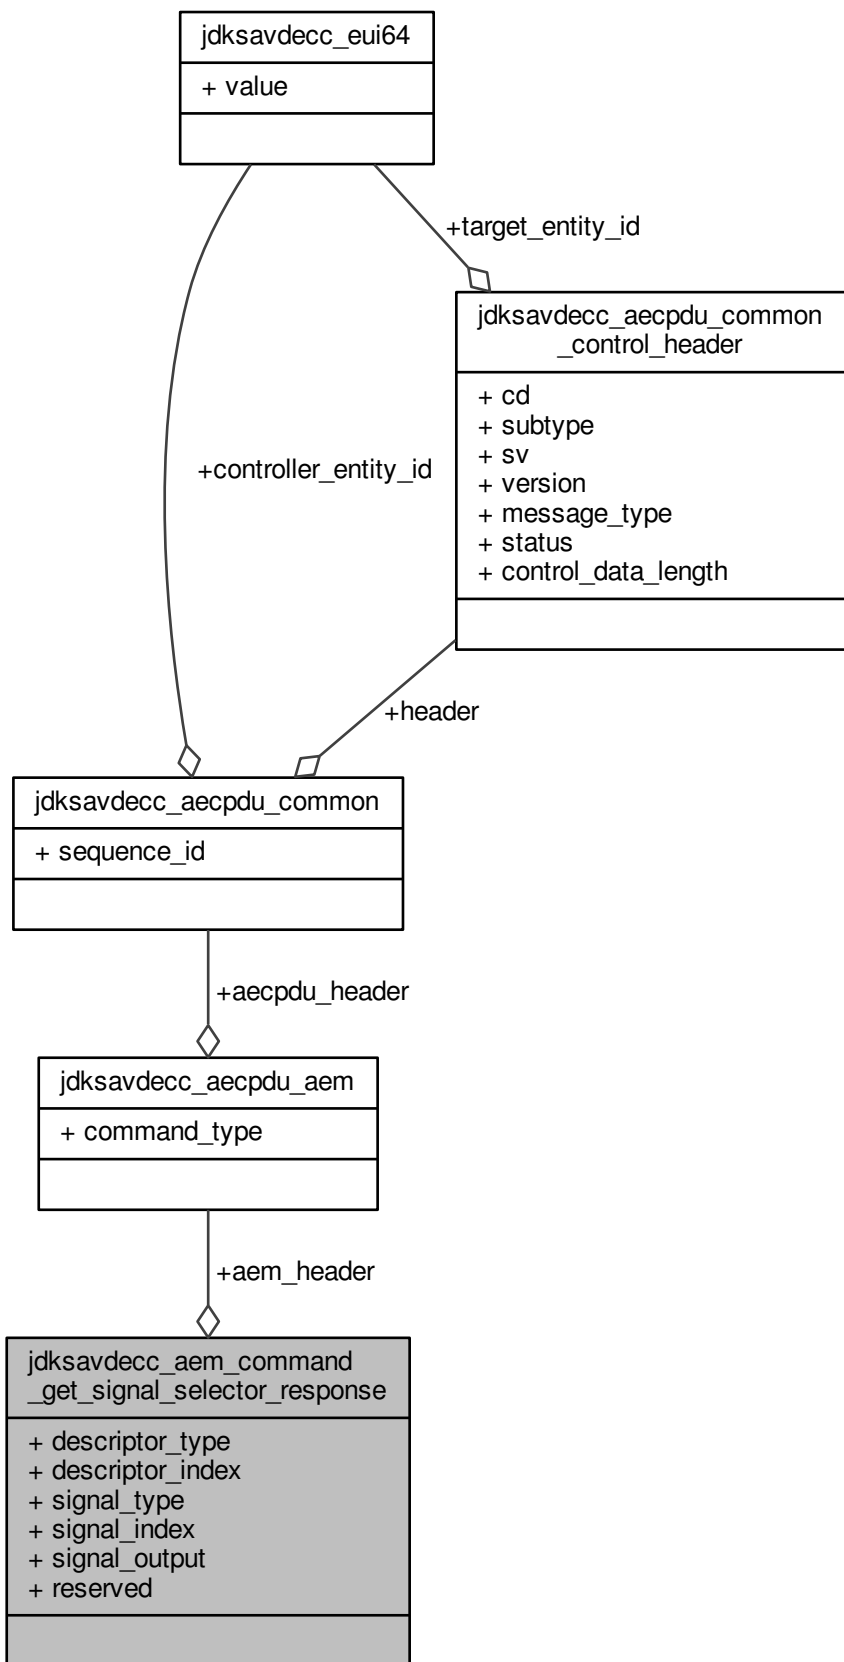 jdksavdecc_eui64
+ value
+target_entity_id
jdksavdecc_aecpdu_common
_control_header
+ cd
+ subtype
+ sv
+ version
+ message_type
+ status
+ control_data_length
+controller_entity_id
+header
jdksavdecc_aecpdu_common
+ sequence_id
+aecpdu_header
jdksavdecc_aecpdu_aem
+ command_type
+aem_header
jdksavdecc_aem_command
_get_signal_selector_response
+ descriptor_type
+ descriptor_index
+ signal_type
+ signal_index
+ signal_output
+ reserved